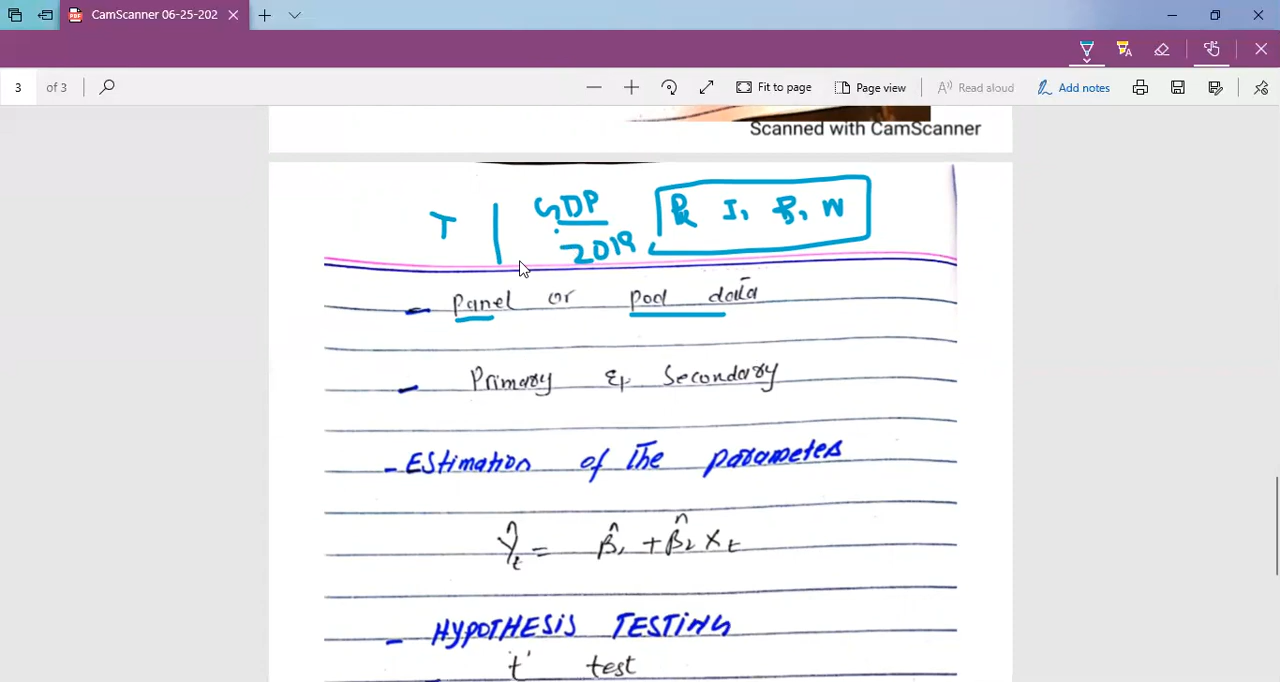 CamScanner 06-25-202
3 of 3
Fit to page
Page view
Read aloud
Add notes
Scanned with CamScanner
T GDP I, W
2019
- Panel or pool data
- Primary & Secondary
- Estimation of the parameters
Ŷt = β̂1 + β̂2 Xt
- HYPOTHESIS TESTING
't' test